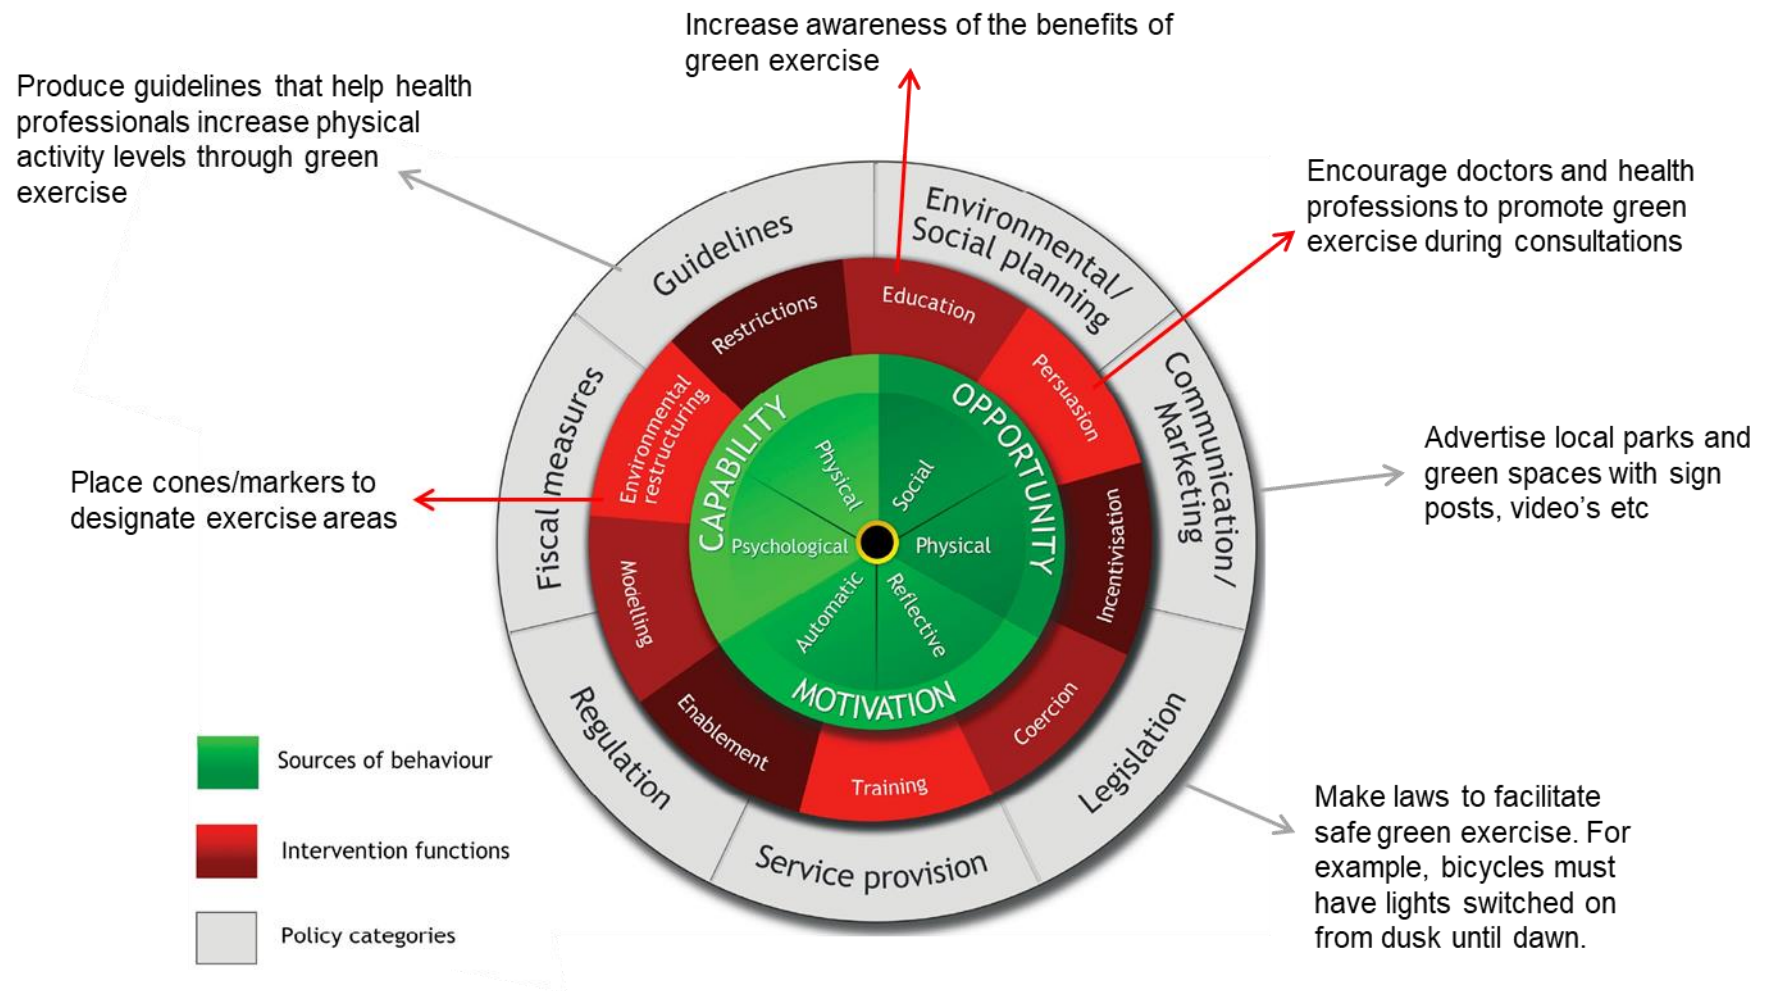 Increase awareness of the benefits of
green exercise
Produce guidelines that help health
professionals increase physical
activity levels through green
exercise
Encourage doctors and health
professions to promote green
exercise during consultations
Place cones/markers to
designate exercise areas
Advertise local parks and
green spaces with sign
posts, video's etc
Make laws to facilitate
safe green exercise. For
example, bicycles must
have lights switched on
from dusk until dawn.
Guidelines
Environmental/
Social planning
Communication/
Marketing
Legislation
Service provision
Regulation
Fiscal measures
Restrictions
Education
Persuasion
Incentivisation
Coercion
Training
Enablement
Modelling
Environmental
restructuring
CAPABILITY
OPPORTUNITY
MOTIVATION
Physical
Social
Psychological
Physical
Automatic
Reflective
Sources of behaviour
Intervention functions
Policy categories